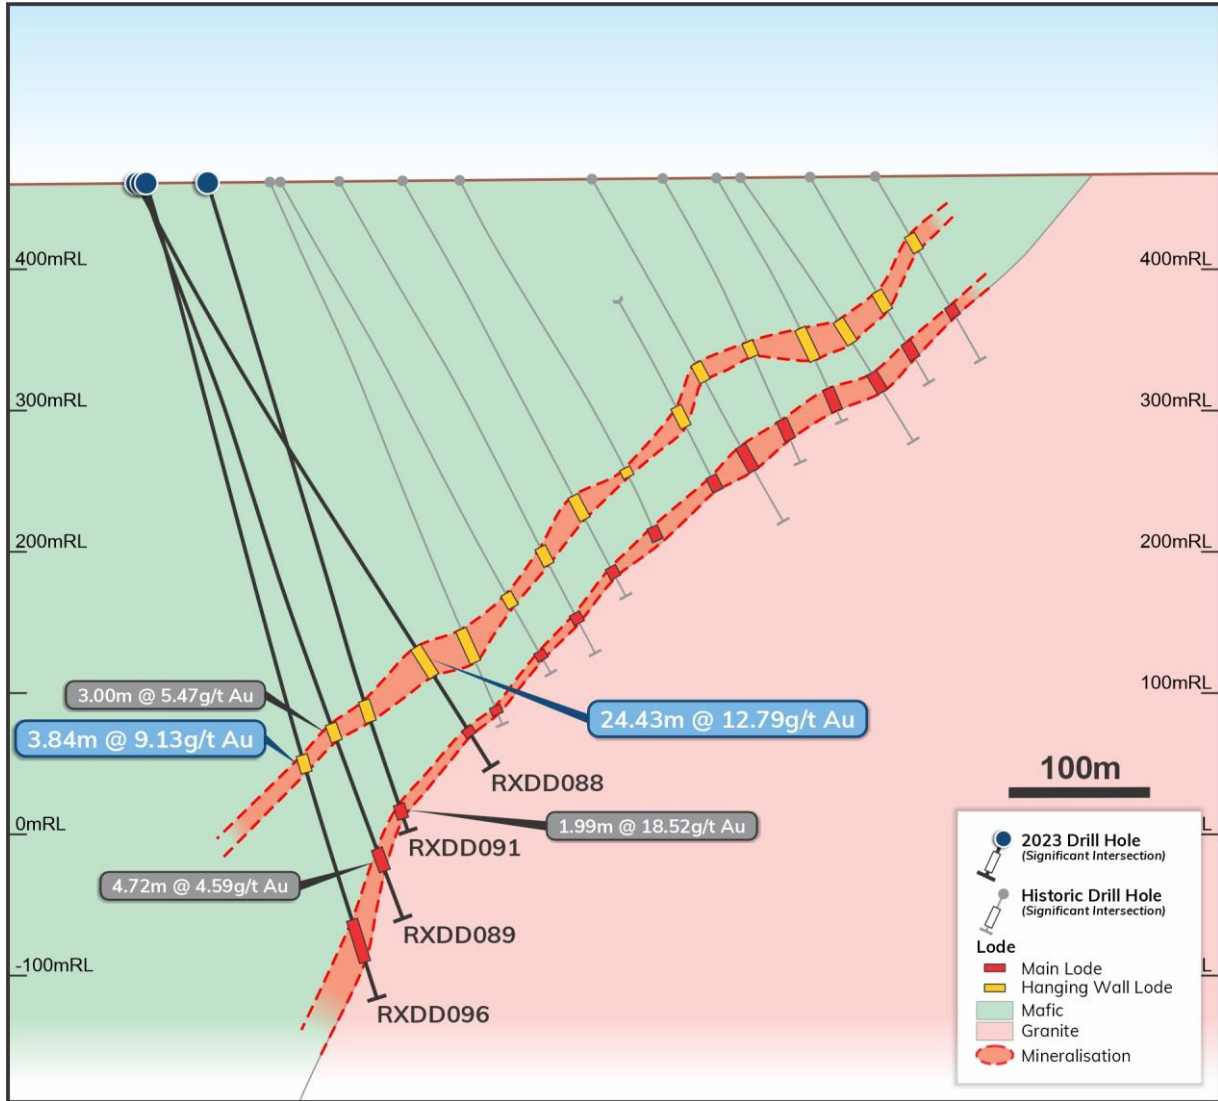 400mRL
400mRL
300mRL
300mRL
200mRL
200mRL
100mRL
3.00m @ 5.47g/t Au
3.84m @ 9.13g/t Au
24.43m @ 12.79g/t Au
100m
RXDD088
0mRL
L
1.99m @ 18.52g/t Au
RXDD091
4.72m @ 4.59g/t Au
RXDD089
-100mRL
L
RXDD096
2023 Drill Hole
(Significant Intersection)
Historic Drill Hole
(Significant Intersection)
Lode
Main Lode
Hanging Wall Lode
Mafic
Granite
Mineralisation